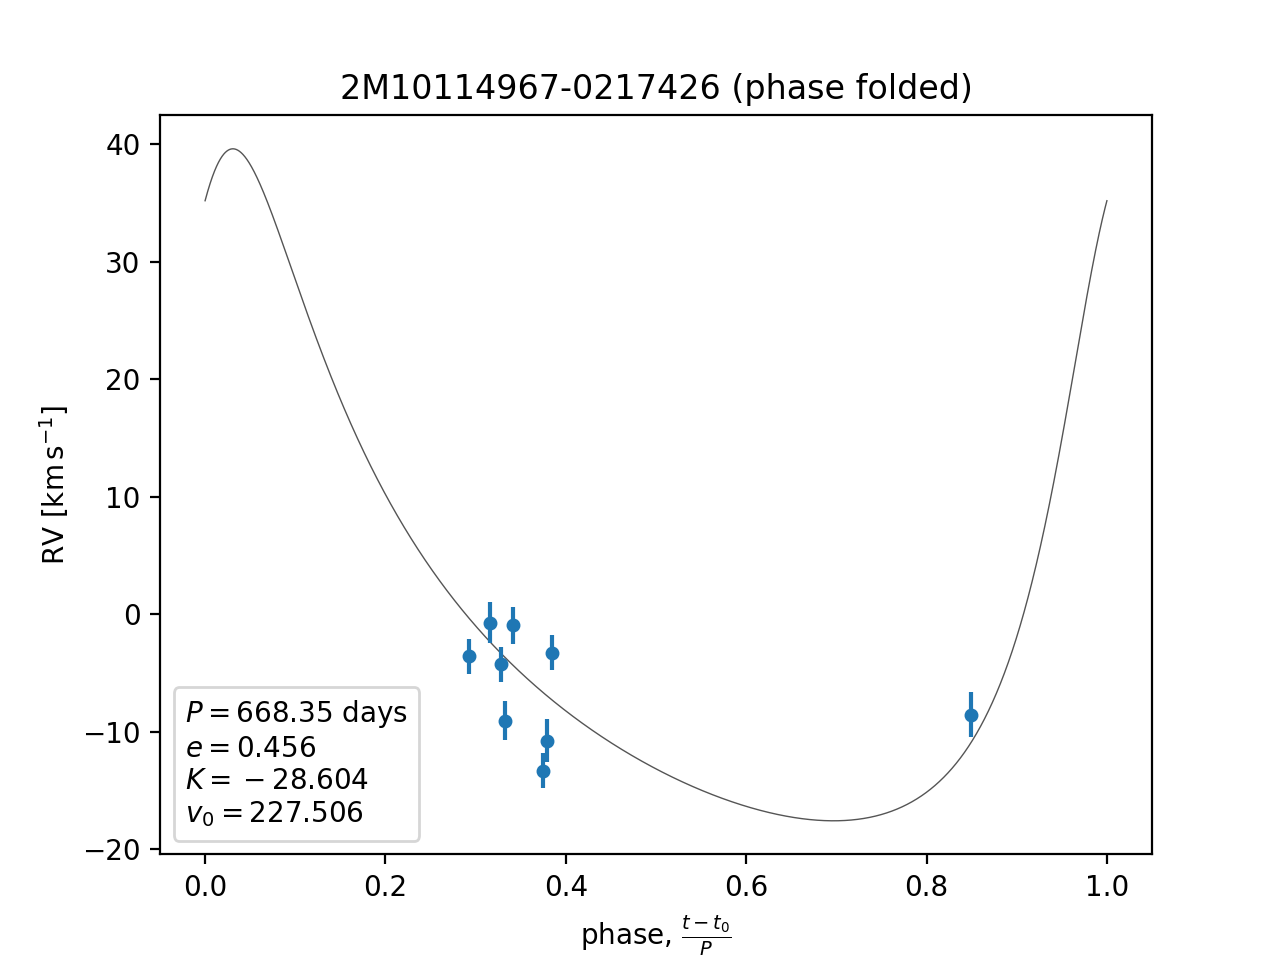 2M10114967-0217426 (phase folded)
RV [km s⁻¹]
40
30
20
10
0
−10
−20
P = 668.35 days
e = 0.456
K = −28.604
v₀ = 227.506
0.0 0.2 0.4 0.6 0.8 1.0
phase, (t − t₀)/P